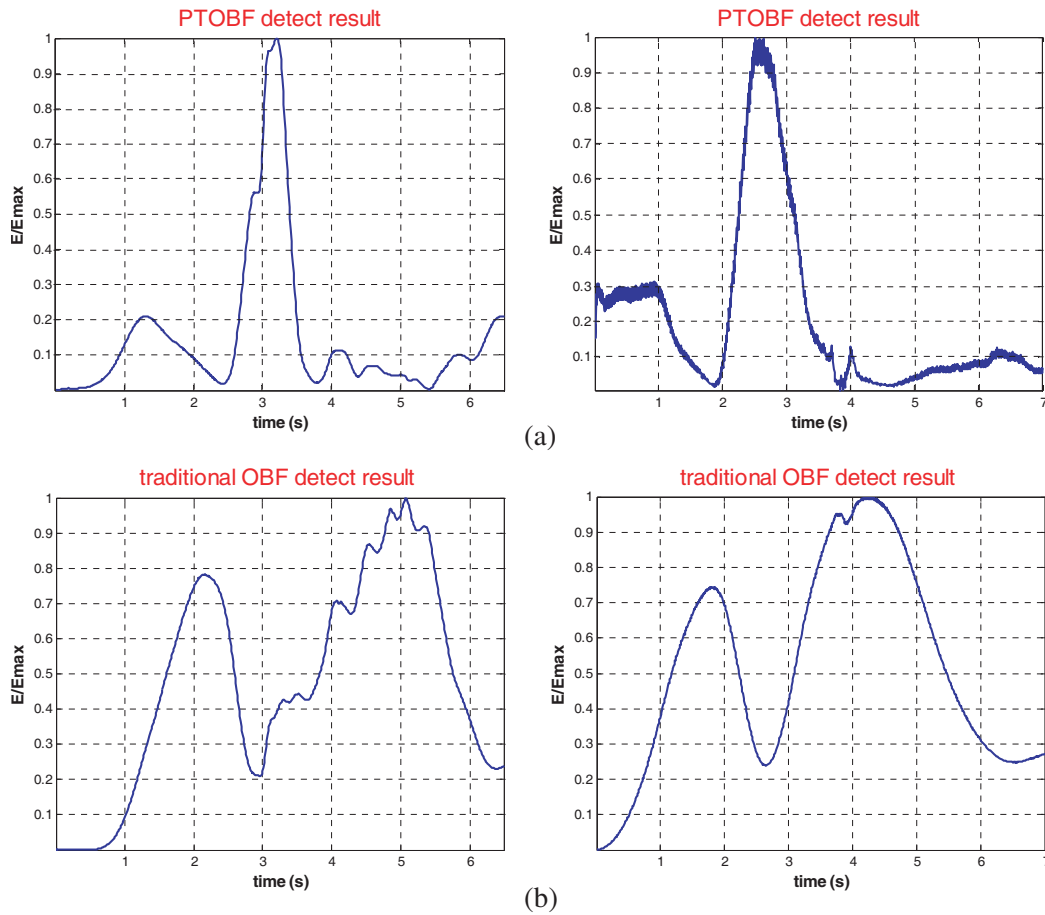 PTOBF detect result
1
0.9
0.8
0.7
0.6
0.5
0.4
0.3
0.2
0.1
E/Emax
1 2 3 4 5 6
time (s)
PTOBF detect result
1
0.9
0.8
0.7
0.6
0.5
0.4
0.3
0.2
0.1
E/Emax
1 2 3 4 5 6 7
time (s)
(a)
traditional OBF detect result
1
0.9
0.8
0.7
0.6
0.5
0.4
0.3
0.2
0.1
E/Emax
1 2 3 4 5 6
time (s)
traditional OBF detect result
1
0.9
0.8
0.7
0.6
0.5
0.4
0.3
0.2
0.1
E/Emax
1 2 3 4 5 6 7
time (s)
(b)